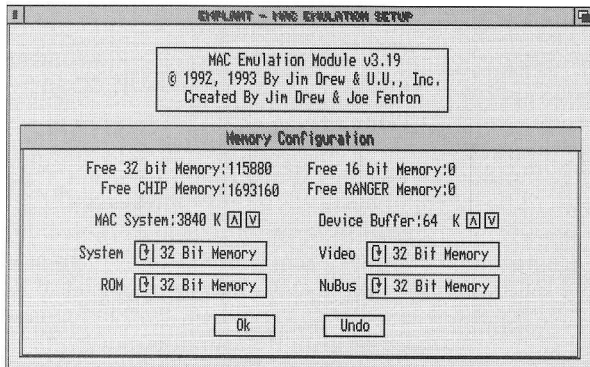 EMPLANT - MAC EMULATION SETUP
MAC Emulation Module v3.19
© 1992, 1993 By Jim Drew & U.U., Inc.
Created By Jim Drew & Joe Fenton
Memory Configuration
Free 32 bit Memory:115880 Free 16 bit Memory:0
Free CHIP Memory:1693160 Free RANGER Memory:0
MAC System:3840 K Device Buffer:64 K
System 32 Bit Memory Video 32 Bit Memory
ROM 32 Bit Memory NuBus 32 Bit Memory
Ok Undo